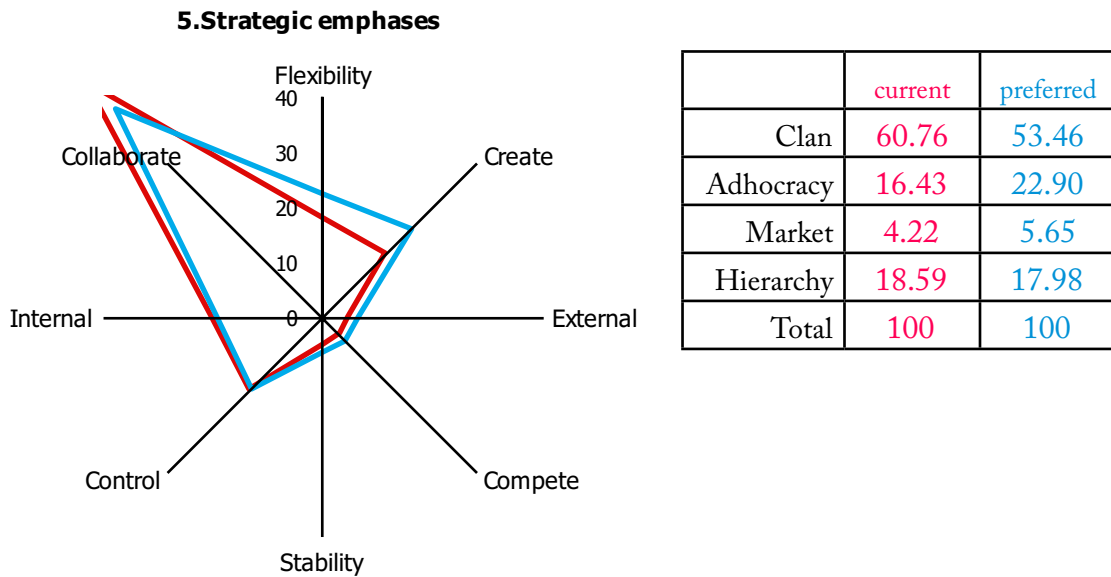 5.Strategic emphases
Flexibility
40
30
20
10
0
Collaborate
Create
Internal
External
Control
Compete
Stability
current preferred
Clan 60.76 53.46
Adhocracy 16.43 22.90
Market 4.22 5.65
Hierarchy 18.59 17.98
Total 100 100